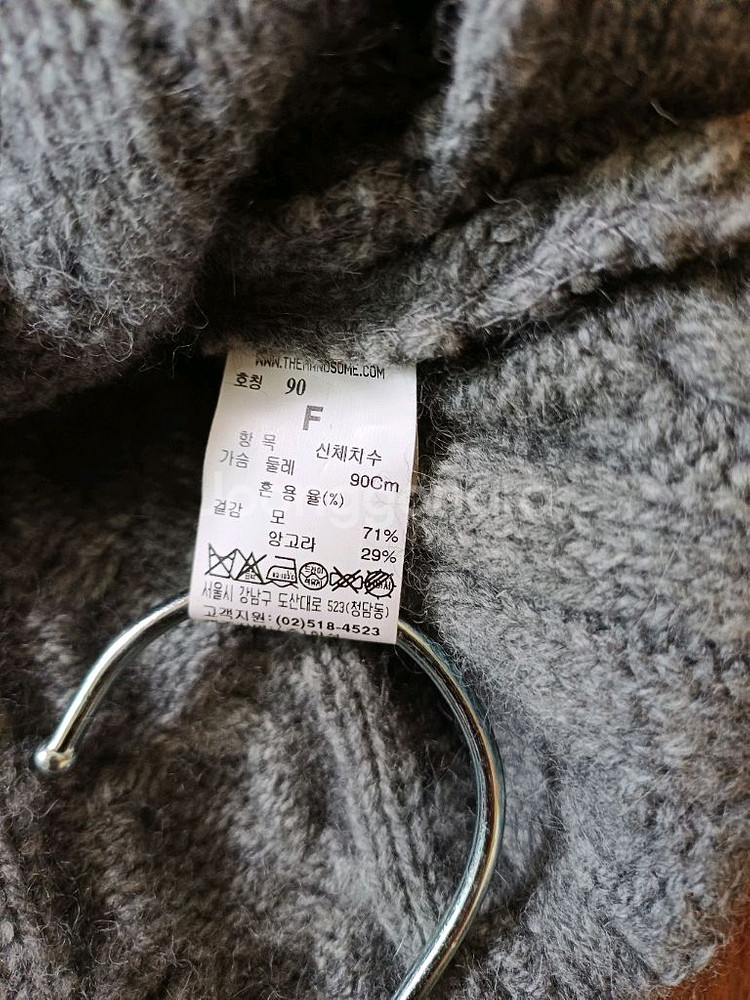 WWW.THEHANDSOME.COM
호칭 90
F
항 목 신체치수
가슴 둘레 90Cm
혼 용 율(%)
겉감 모 71%
앙고라 29%
서울시 강남구 도산대로 523(청담동)
고객지원: (02)518-4523